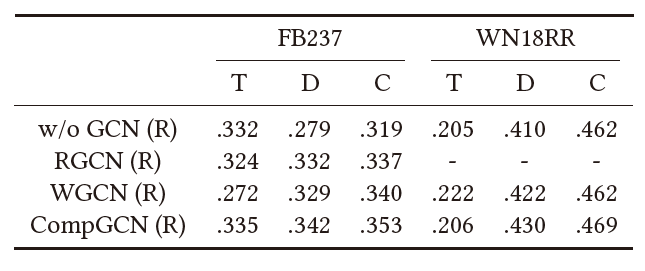 FB237 WN18RR
T D C T D C
w/o GCN (R) .332 .279 .319 .205 .410 .462
RGCN (R) .324 .332 .337 - - -
WGCN (R) .272 .329 .340 .222 .422 .462
CompGCN (R) .335 .342 .353 .206 .430 .469